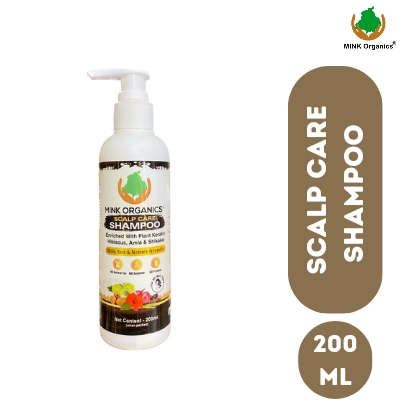 MINK Organics®
MINK ORGANICS
SCALP CARE
SHAMPOO
Enriched With Plant Keratin
Hibiscus, Amla & Shikakai
Net Content - 200ml
SCALP CARE
SHAMPOO
200
ML